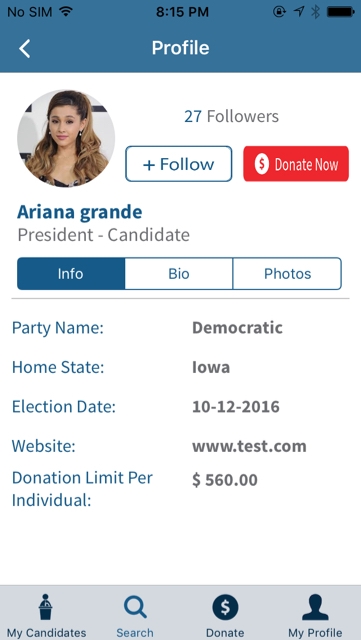 No SIM 8:15 PM
Profile
27 Followers
+ Follow
$ Donate Now
Ariana grande
President - Candidate
Info Bio Photos
Party Name: Democratic
Home State: Iowa
Election Date: 10-12-2016
Website: www.test.com
Donation Limit Per $ 560.00
Individual:
$
My Candidates Search Donate My Profile